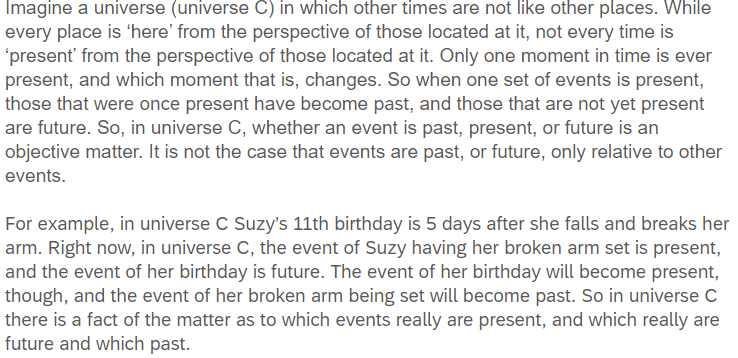 Imagine a universe (universe C) in which other times are not like other places. While
every place is ‘here’ from the perspective of those located at it, not every time is
‘present’ from the perspective of those located at it. Only one moment in time is ever
present, and which moment that is, changes. So when one set of events is present,
those that were once present have become past, and those that are not yet present
are future. So, in universe C, whether an event is past, present, or future is an
objective matter. It is not the case that events are past, or future, only relative to other
events.
For example, in universe C Suzy’s 11th birthday is 5 days after she falls and breaks her
arm. Right now, in universe C, the event of Suzy having her broken arm set is present,
and the event of her birthday is future. The event of her birthday will become present,
though, and the event of her broken arm being set will become past. So in universe C
there is a fact of the matter as to which events really are present, and which really are
future and which past.